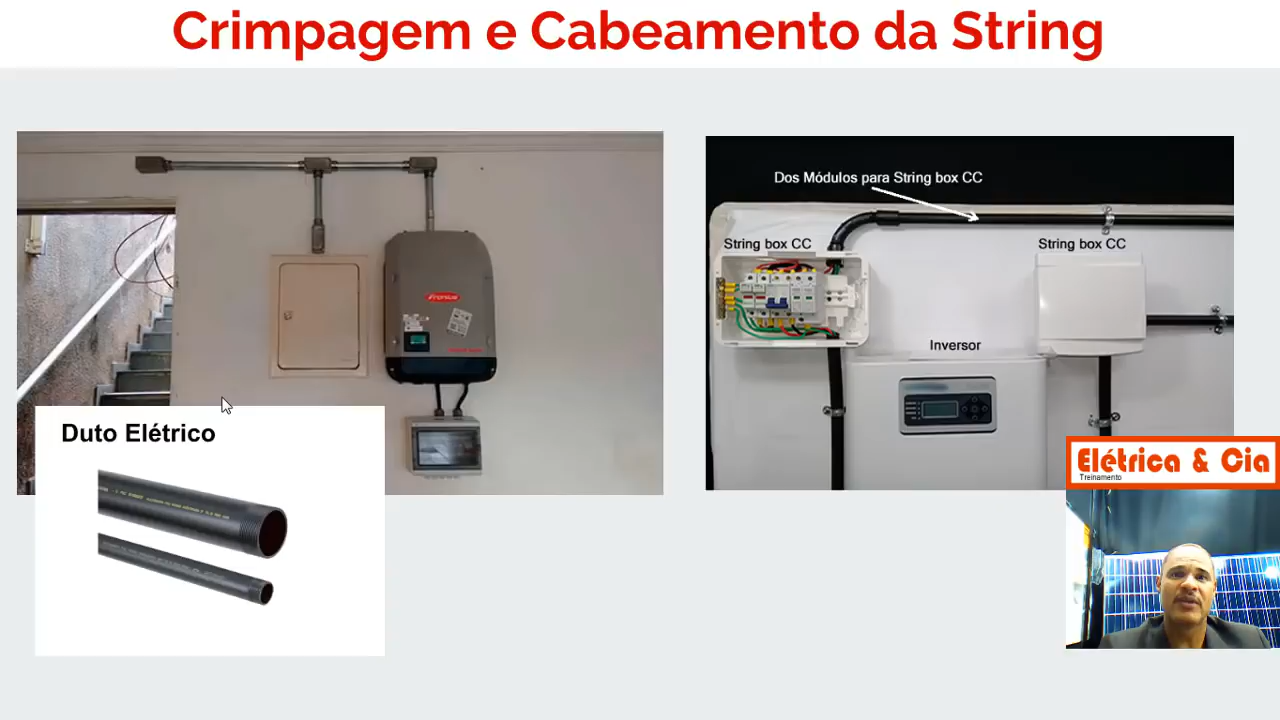 Crimpagem e Cabeamento da String
Dos Módulos para String box CC
String box CC
String box CC
Inversor
Fronius
Duto Elétrico
Elétrica & Cia
Treinamento